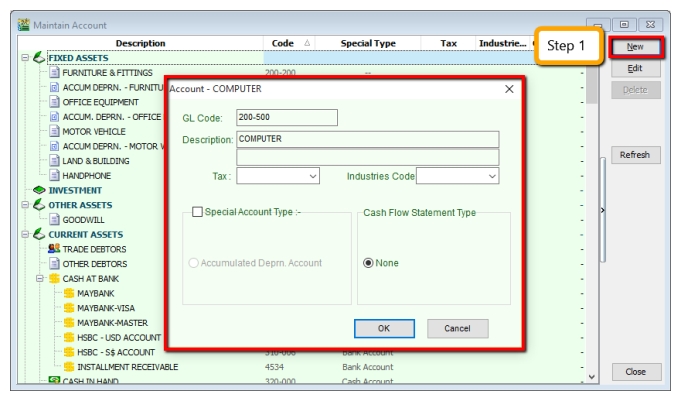 Maintain Account
Description Code Special Type Tax Industrie...
Step 1
New
FIXED ASSETS
FURNITURE & FITTINGS 200-200 --
Edit
ACCUM DEPRN. - FURNITU
Delete
OFFICE EQUIPMENT
ACCUM. DEPRN. - OFFICE
MOTOR VEHICLE
ACCUM DEPRN. - MOTOR V
LAND & BUILDING
Refresh
HANDPHONE
INVESTMENT
OTHER ASSETS
GOODWILL
CURRENT ASSETS
TRADE DEBTORS
OTHER DEBTORS
CASH AT BANK
MAYBANK
MAYBANK-VISA
MAYBANK-MASTER
HSBC - USD ACCOUNT
HSBC - S$ ACCOUNT 310-006 Bank Account
INSTALLMENT RECEIVABLE 4534 Bank Account
CASH IN HAND 320-000 Cash Account
Close
Account - COMPUTER
GL Code: 200-500
Description: COMPUTER
Tax : Industries Code
Special Account Type :-
Cash Flow Statement Type
Accumulated Deprn. Account
None
OK Cancel